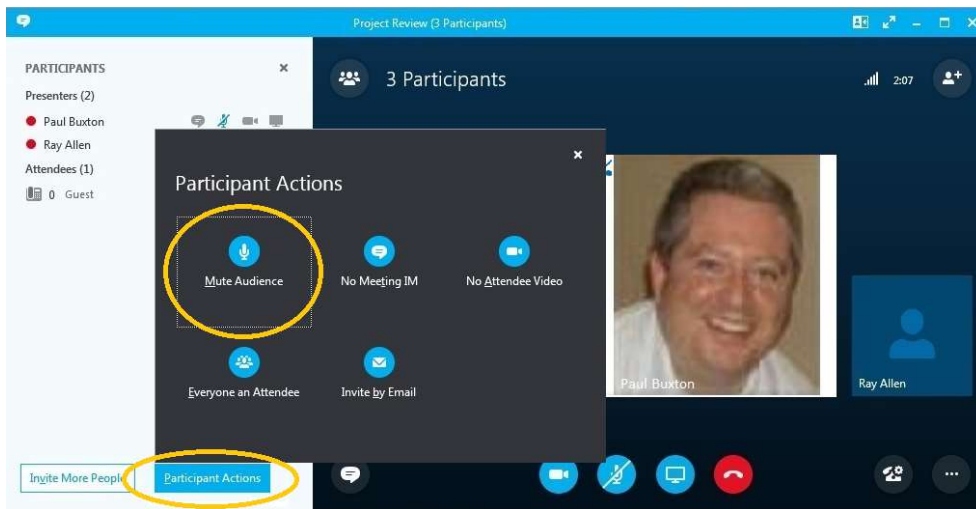 Project Review (3 Participants)
PARTICIPANTS
Presenters (2)
Paul Buxton
Ray Allen
Attendees (1)
0 Guest
3 Participants
2:07
Participant Actions
Mute Audience
No Meeting IM
No Attendee Video
Everyone an Attendee
Invite by Email
Paul Buxton
Ray Allen
Invite More People
Participant Actions